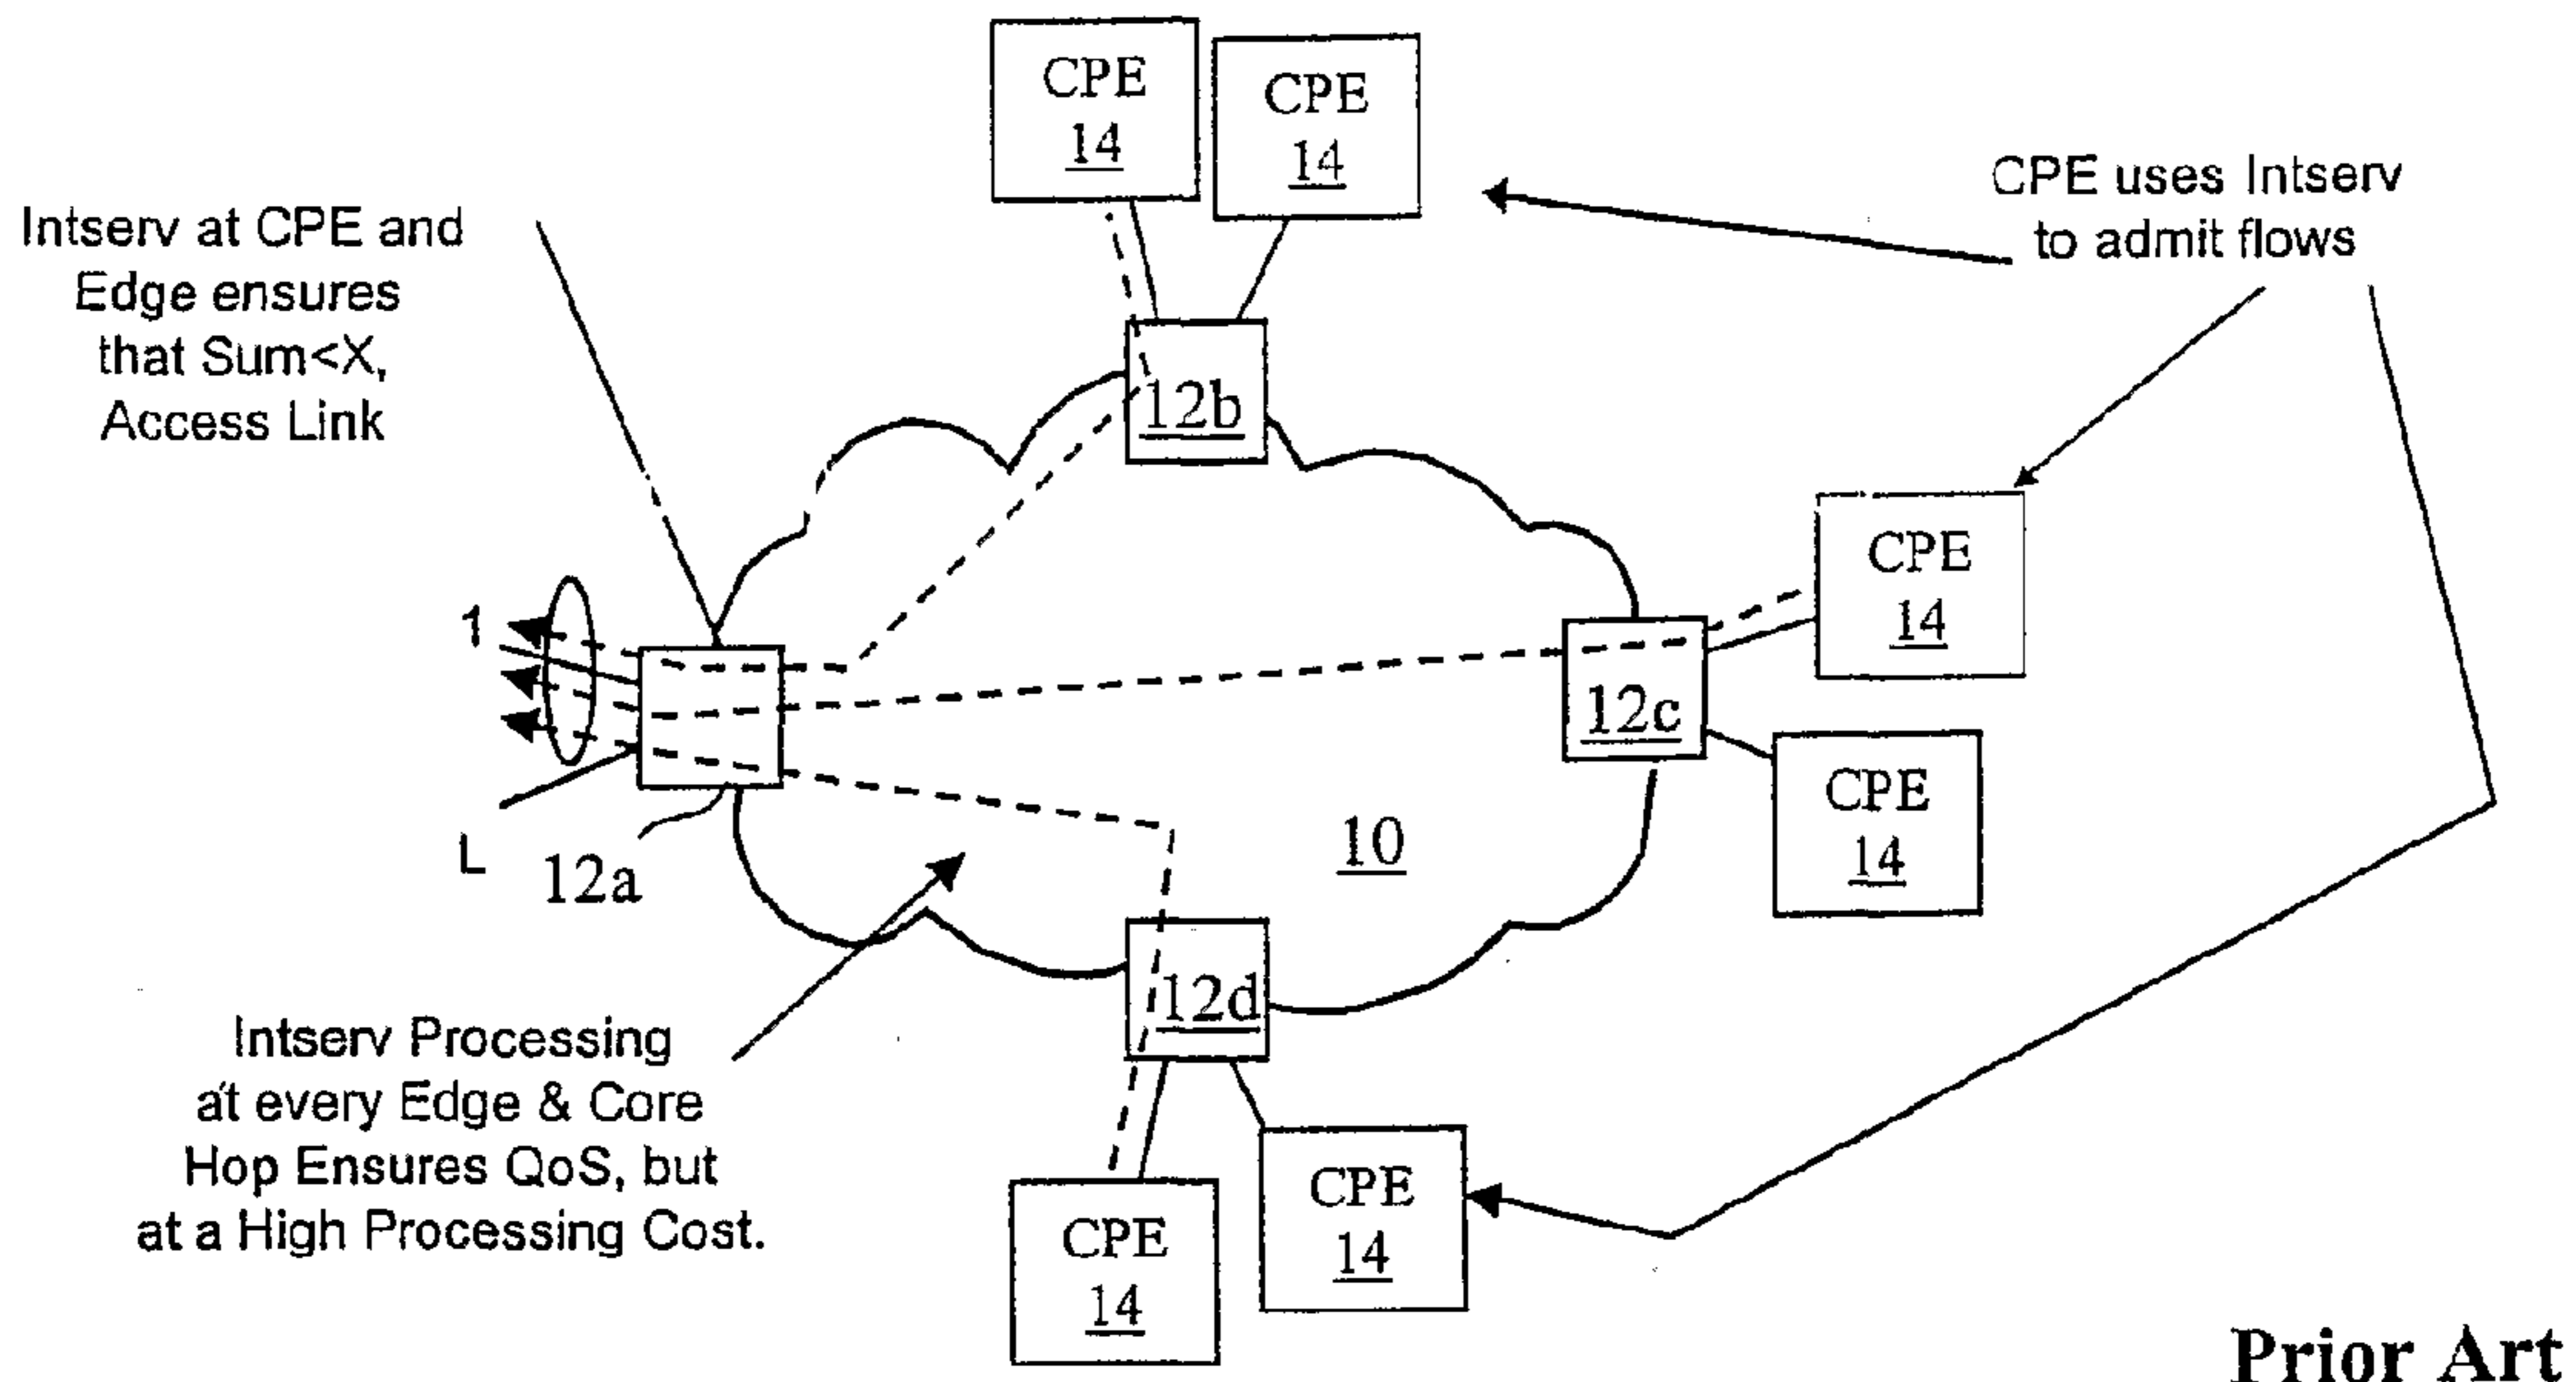 CPE
14
CPE
14
CPE uses Intserv
to admit flows
Intserv at CPE and
Edge ensures
that Sum<X,
Access Link
12b
CPE
14
1
12c
CPE
14
L
12a
10
12d
Intserv Processing
at every Edge & Core
Hop Ensures QoS, but
at a High Processing Cost.
CPE
14
CPE
14
Prior Art